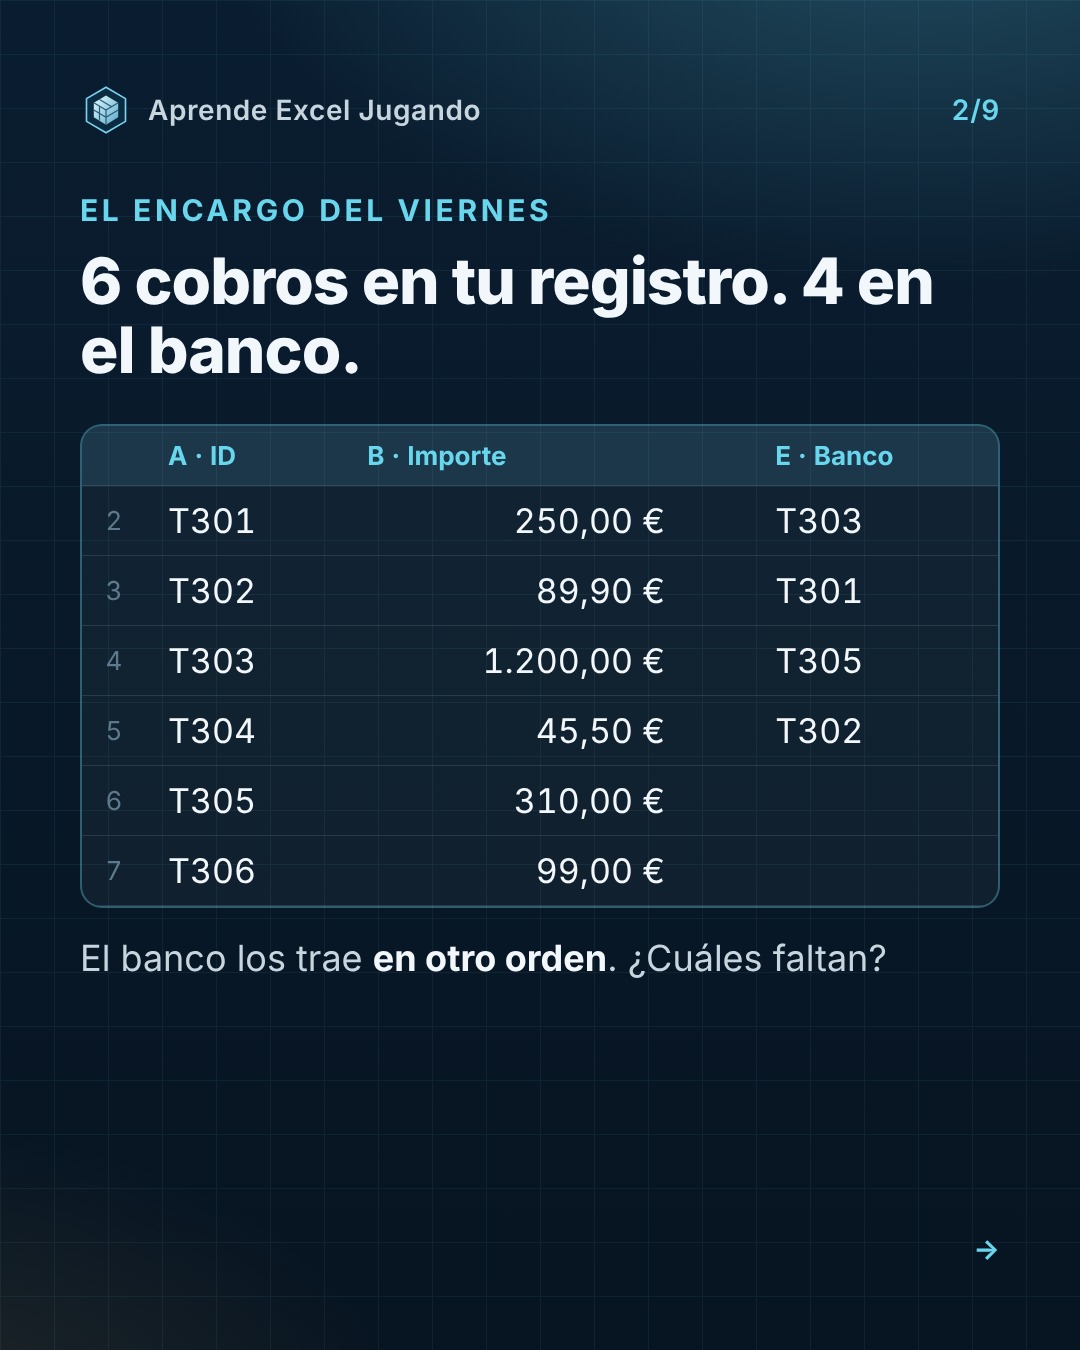 Aprende Excel Jugando
2/9
EL ENCARGO DEL VIERNES
6 cobros en tu registro. 4 en
el banco.
A · ID B · Importe E · Banco
2 T301 250,00 € T303
3 T302 89,90 € T301
4 T303 1.200,00 € T305
5 T304 45,50 € T302
6 T305 310,00 €
7 T306 99,00 €
El banco los trae en otro orden. ¿Cuáles faltan?
→